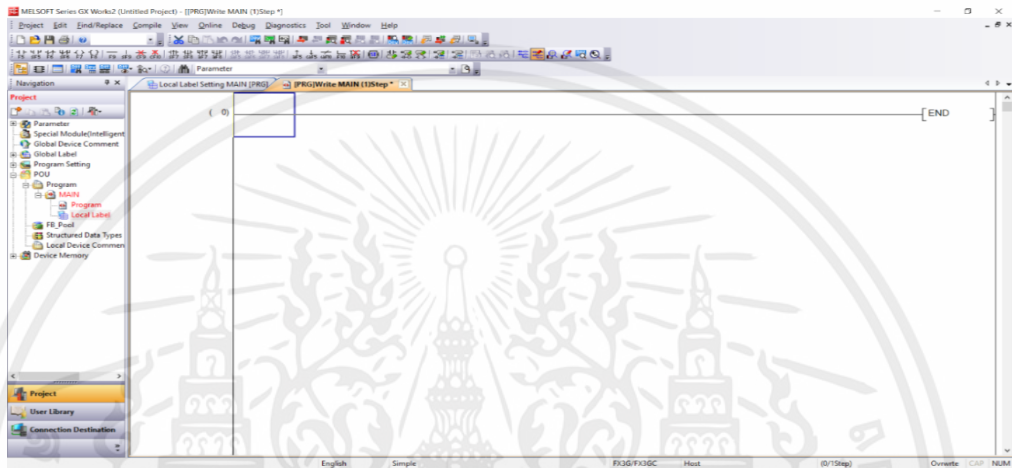 MELSOFT Series GX Works2 (Untitled Project) - [[PRG]Write MAIN (1)Step *]
Project Edit Find/Replace Compile View Online Debug Diagnostics Tool Window Help
Parameter
Navigation
Local Label Setting MAIN [PRG]
[PRG]Write MAIN (1)Step *
Project
( 0)
END
Parameter
Special Module(Intelligent
Global Device Comment
Global Label
Program Setting
POU
Program
MAIN
Program
Local Label
FB_Pool
Structured Data Types
Local Device Commen
Device Memory
Project
User Library
Connection Destination
English Simple FX3G/FX3GC Host (0/1Step) Ovrwrte CAP NUM